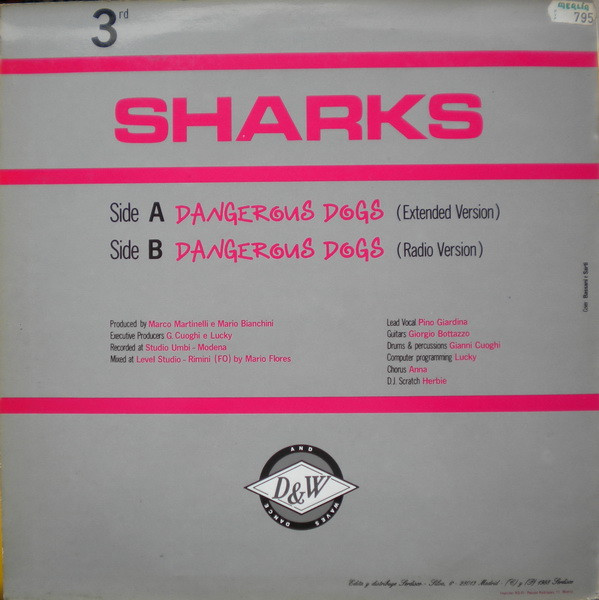 3rd
795
SHARKS
Side A DANGEROUS DOGS (Extended Version)
Side B DANGEROUS DOGS (Radio Version)
Produced by Marco Martinelli e Mario Bianchini
Executive Producers G. Cuoghi e Lucky
Recorded at Studio Umbi - Modena
Mixed at Level Studio - Rimini (FO) by Mario Flores
Lead Vocal Pino Giardina
Guitars Giorgio Bottazzo
Drums & percussions Gianni Cuoghi
Computer programming Lucky
Chorus Anna
D.J. Scratch Herbie
AND
D&W
DANCE WAVES
Edita y distribuye Madrid